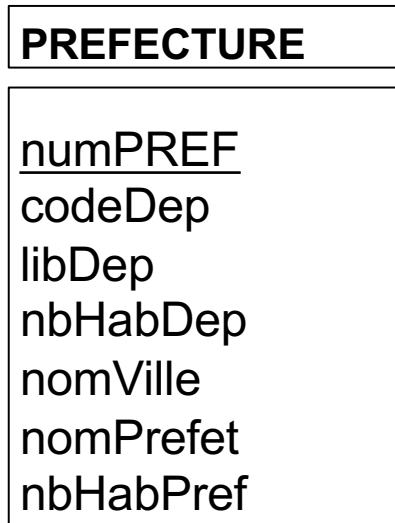 PREFECTURE
numPREF
codeDep
libDep
nbHabDep
nomVille
nomPrefet
nbHabPref